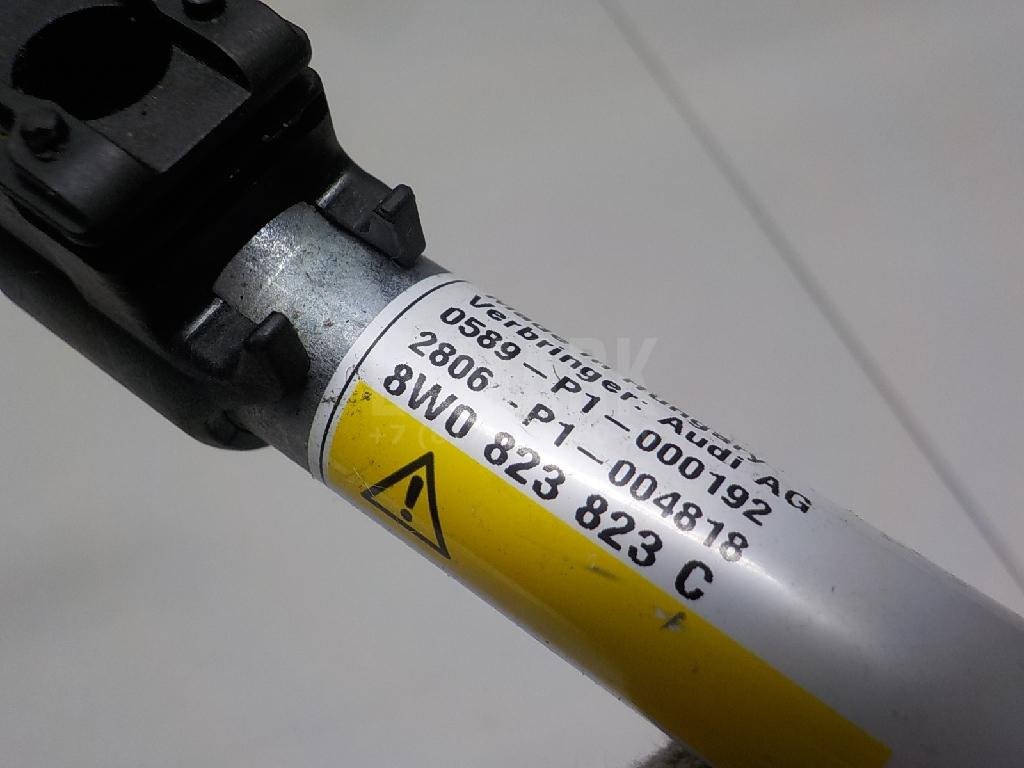 Verbringer: Audi AG
0589-P1-000192
2806 -P1-004818
8W0 823 823 C